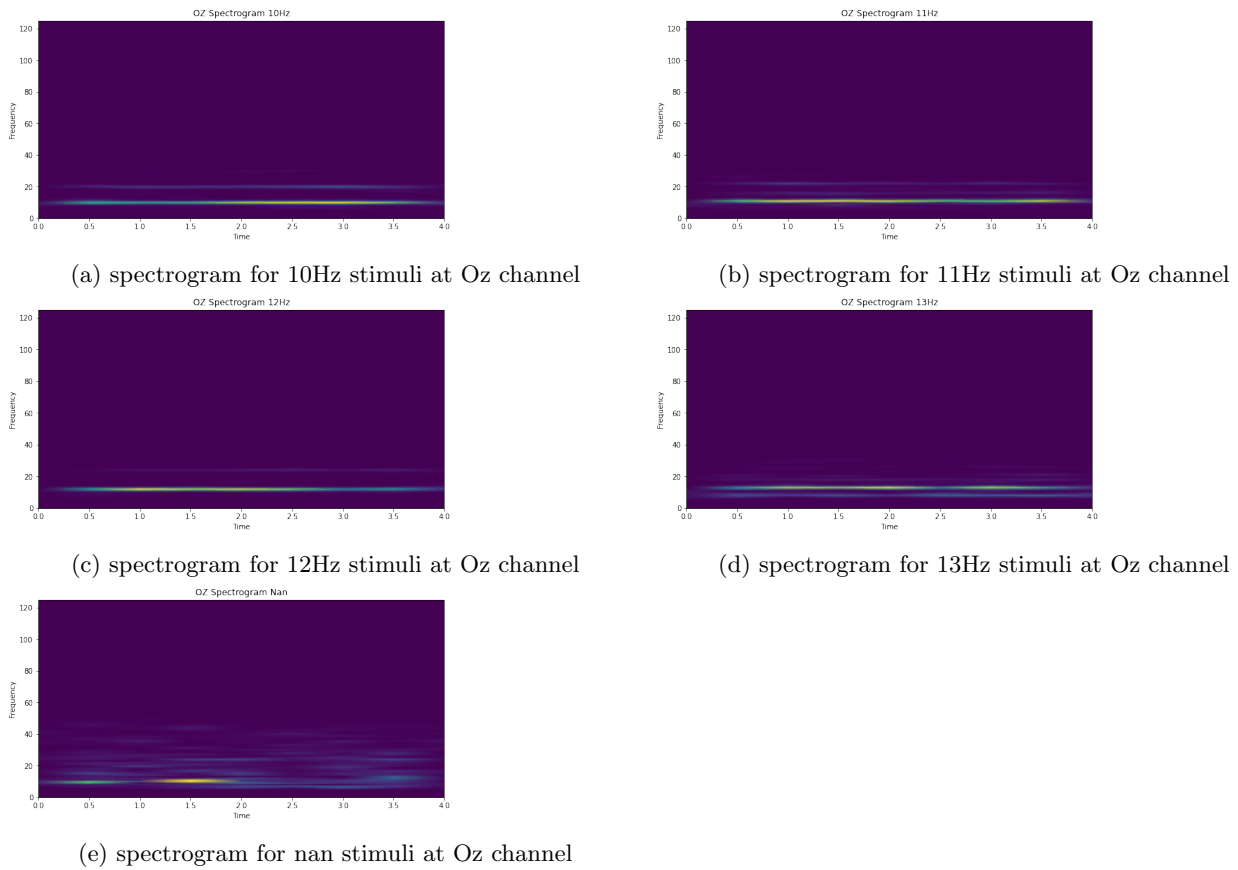 OZ Spectrogram 10Hz
120
100
80
60
40
20
0
Frequency
0.0 0.5 1.0 1.5 2.0 2.5 3.0 3.5 4.0
Time
(a) spectrogram for 10Hz stimuli at Oz channel
OZ Spectrogram 11Hz
120
100
80
60
40
20
0
Frequency
0.0 0.5 1.0 1.5 2.0 2.5 3.0 3.5 4.0
Time
(b) spectrogram for 11Hz stimuli at Oz channel
OZ Spectrogram 12Hz
120
100
80
60
40
20
0
Frequency
0.0 0.5 1.0 1.5 2.0 2.5 3.0 3.5 4.0
Time
(c) spectrogram for 12Hz stimuli at Oz channel
OZ Spectrogram 13Hz
120
100
80
60
40
20
0
Frequency
0.0 0.5 1.0 1.5 2.0 2.5 3.0 3.5 4.0
Time
(d) spectrogram for 13Hz stimuli at Oz channel
OZ Spectrogram Nan
120
100
80
60
40
20
0
Frequency
0.0 0.5 1.0 1.5 2.0 2.5 3.0 3.5 4.0
Time
(e) spectrogram for nan stimuli at Oz channel